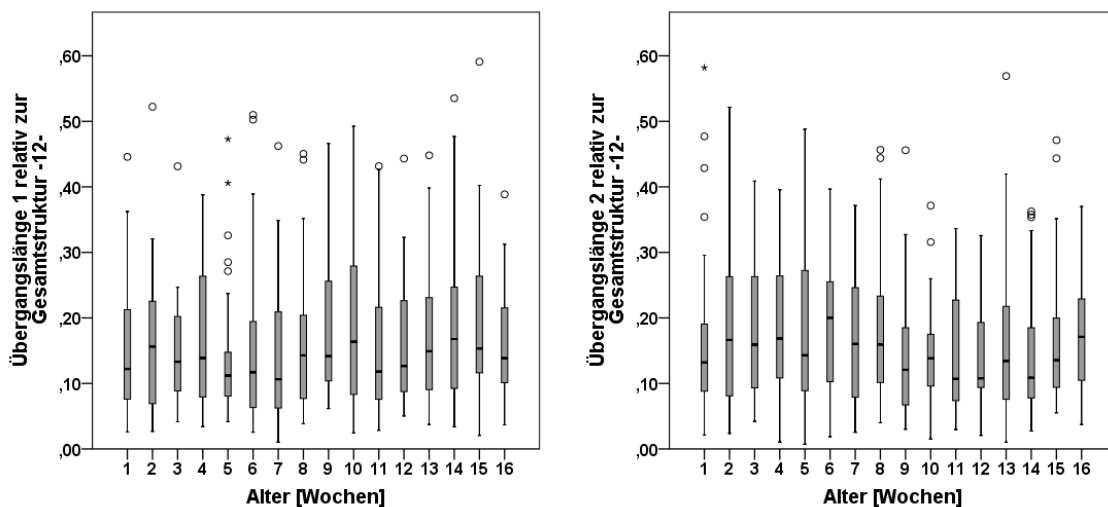 Übergangslänge 1 relativ zur
Gesamtstruktur -12-
,60
,50
,40
,30
,20
,10
,00
1 2 3 4 5 6 7 8 9 10 11 12 13 14 15 16
Alter [Wochen]
Übergangslänge 2 relativ zur
Gesamtstruktur -12-
,60
,50
,40
,30
,20
,10
,00
1 2 3 4 5 6 7 8 9 10 11 12 13 14 15 16
Alter [Wochen]